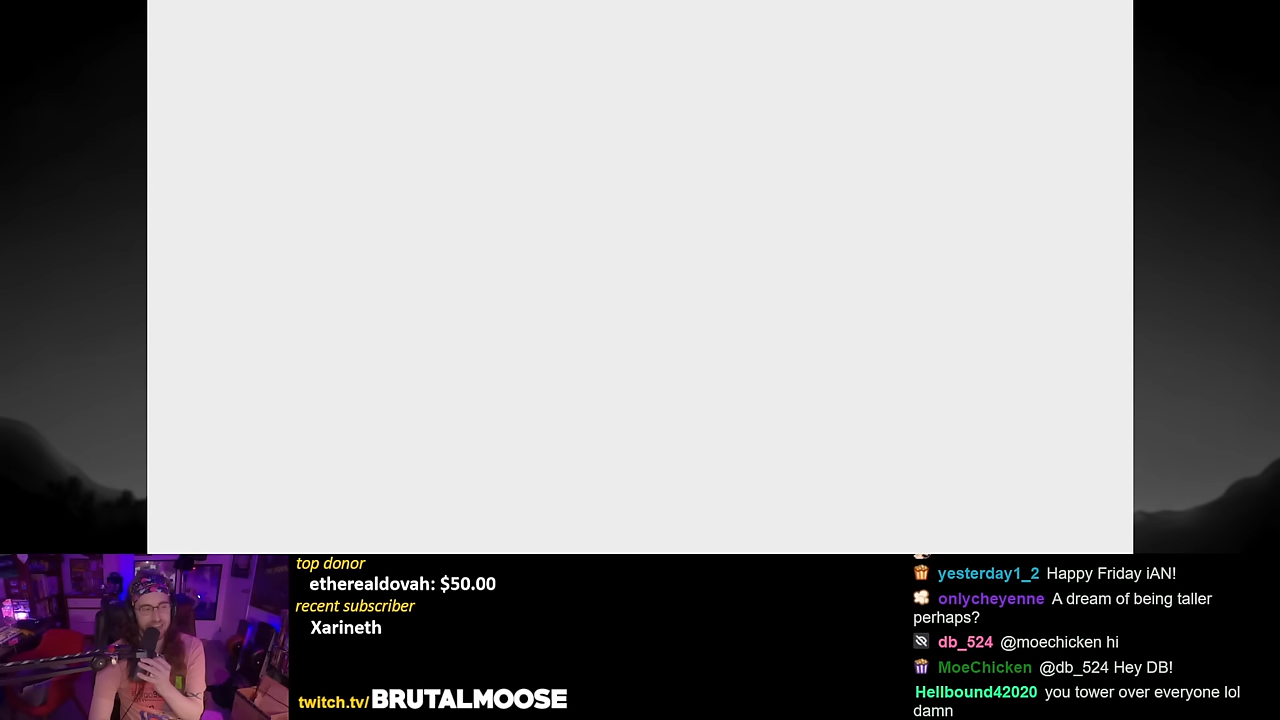 top donor
etherealdovah: $50.00
recent subscriber
Xarineth
twitch.tv/BRUTALMOOSE
yesterday1_2 Happy Friday iAN!
onlycheyenne A dream of being taller
perhaps?
db_524 @moechicken hi
MoeChicken @db_524 Hey DB!
Hellbound42020 you tower over everyone lol
damn